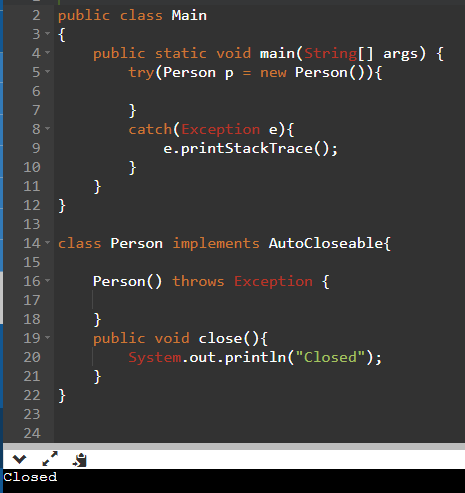 2 public class Main
3 {
4 public static void main(String[] args) {
5 try(Person p = new Person()){
6
7 }
8 catch(Exception e){
9 e.printStackTrace();
10 }
11 }
12 }
13
14 class Person implements AutoCloseable{
15
16 Person() throws Exception {
17
18 }
19 public void close(){
20 System.out.println("Closed");
21 }
22 }
23
24
Closed